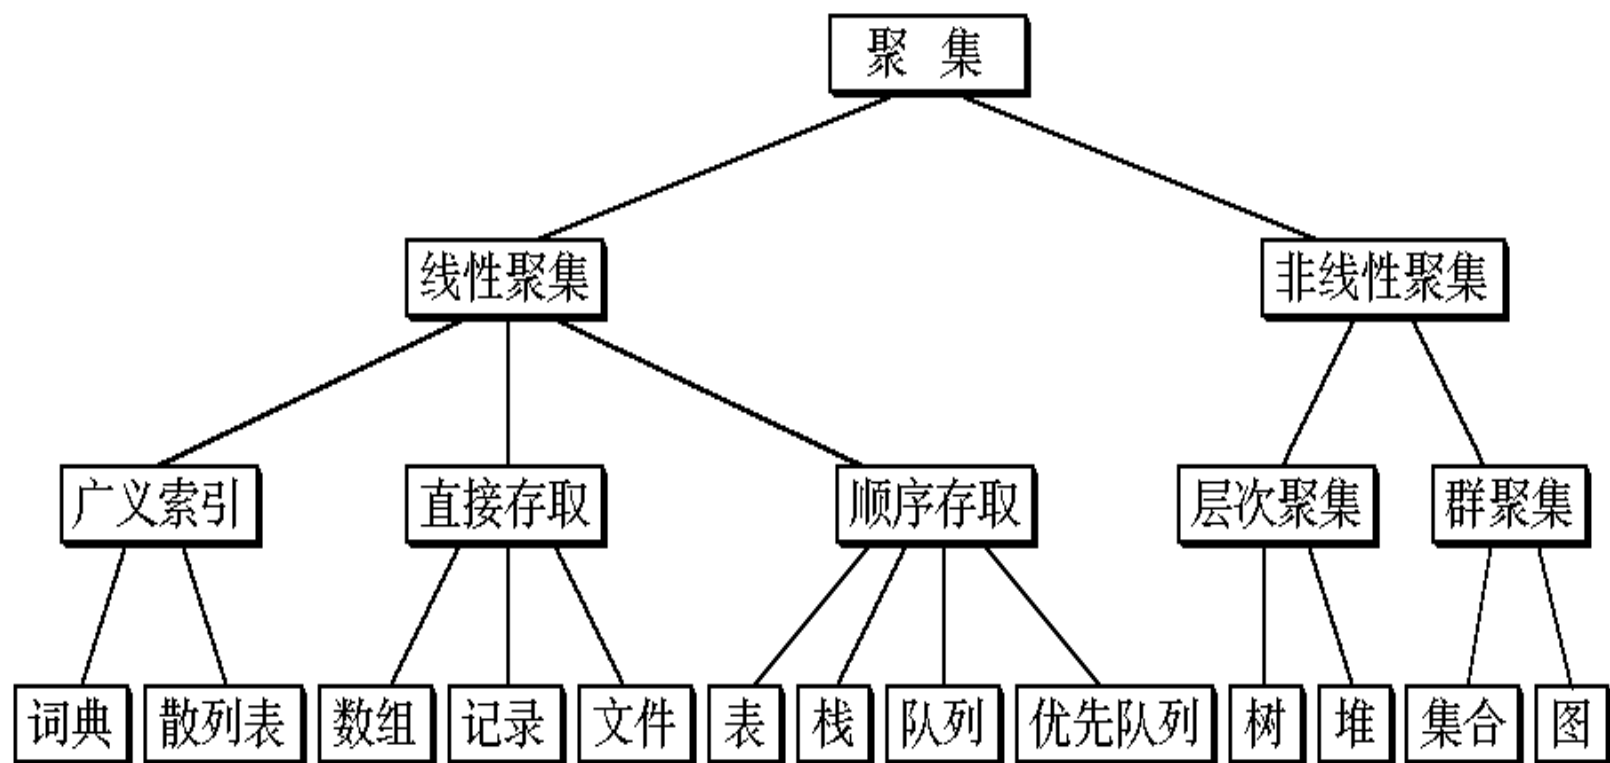 聚 集
线性聚集
非线性聚集
广义索引
直接存取
顺序存取
层次聚集
群聚集
词典
散列表
数组
记录
文件
表
栈
队列
优先队列
树
堆
集合
图